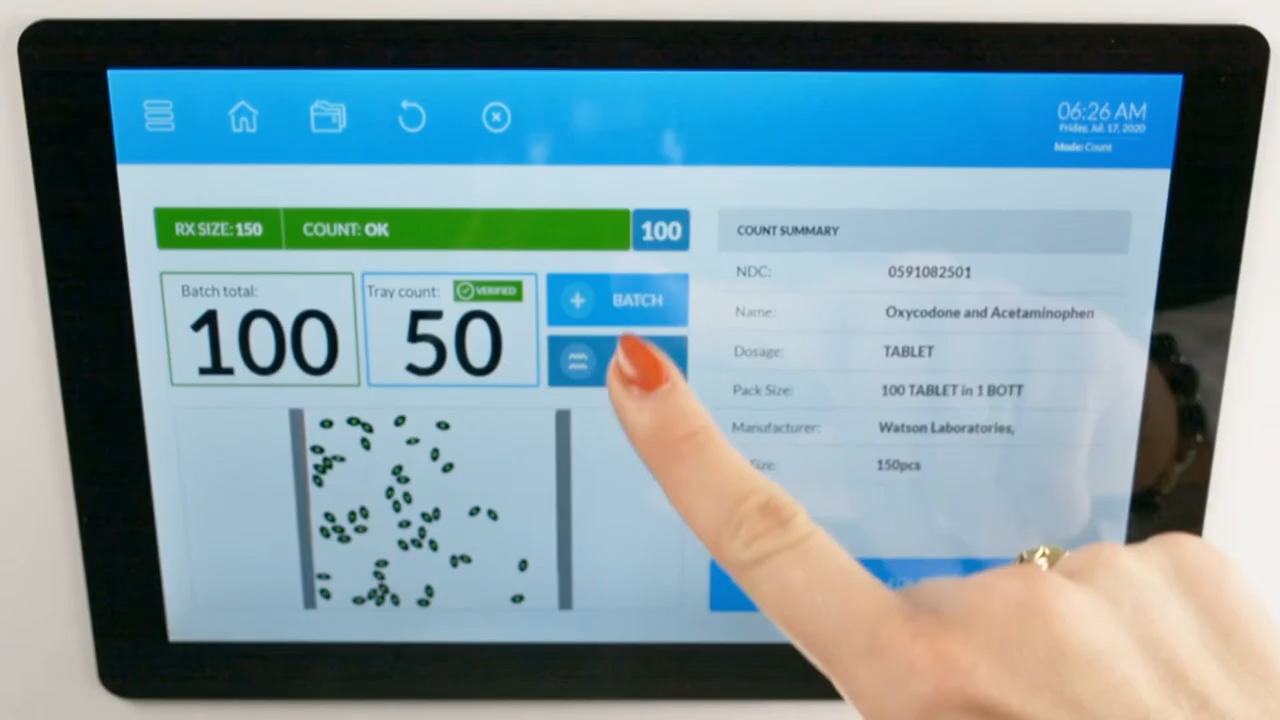 06:26 AM
Friday, Jul. 17, 2020
Mode: Count
RX SIZE: 150 COUNT: OK 100
COUNT SUMMARY
Batch total: Tray count: VERIFIED
100 50
BATCH
NDC: 0591082501
Name: Oxycodone and Acetaminophen
Dosage: TABLET
Pack Size: 100 TABLET in 1 BOTT
Manufacturer: Watson Laboratories,
Size: 150pcs